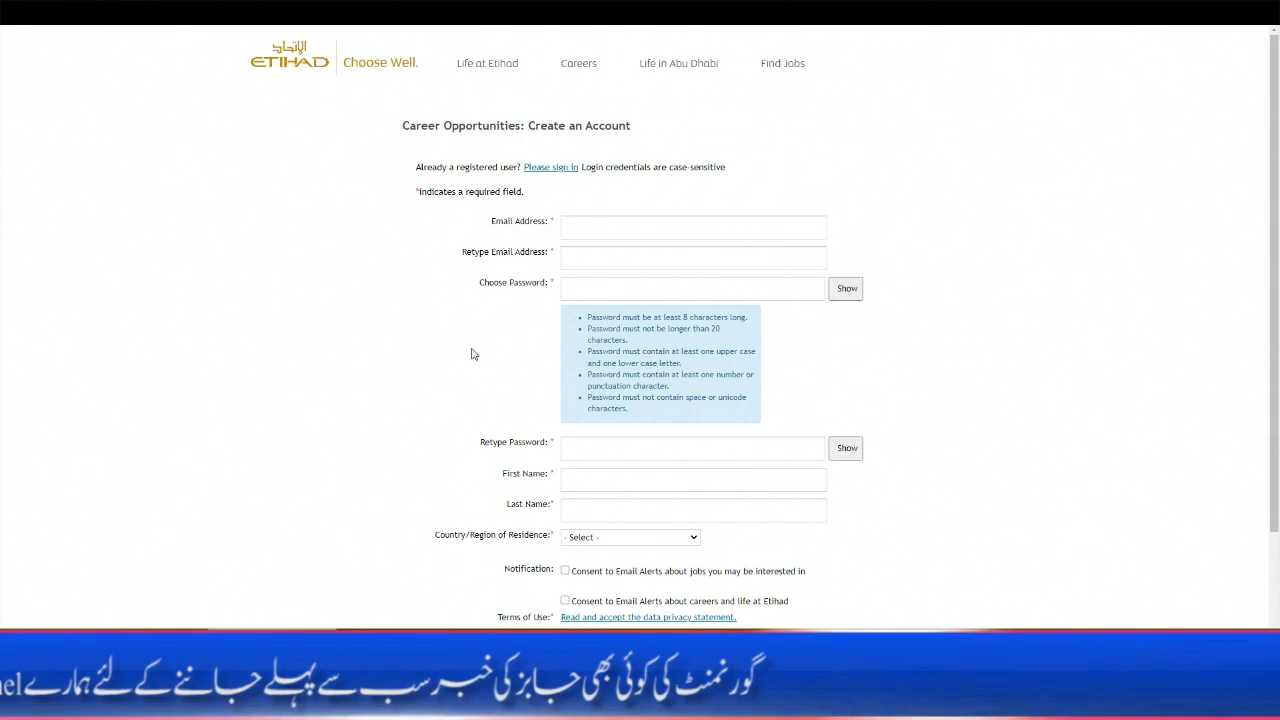 الإتحاد
ETIHAD
Choose Well.
Life at Etihad
Careers
Life in Abu Dhabi
Find Jobs
Career Opportunities: Create an Account
Already a registered user? Please sign in Login credentials are case-sensitive
*indicates a required field.
Email Address: *
Retype Email Address: *
Choose Password: *
Show
• Password must be at least 8 characters long.
• Password must not be longer than 20
characters.
• Password must contain at least one upper case
and one lower case letter.
• Password must contain at least one number or
punctuation character.
• Password must not contain space or unicode
characters.
Retype Password: *
Show
First Name: *
Last Name:*
Country/Region of Residence:*
- Select -
Notification:
Consent to Email Alerts about jobs you may be interested in
Consent to Email Alerts about careers and life at Etihad
Terms of Use:*
Read and accept the data privacy statement.
گورنمنٹ کی کوئی بھی جابز کی خبر سب سے پہلے جاننے کے لئے ہمارے